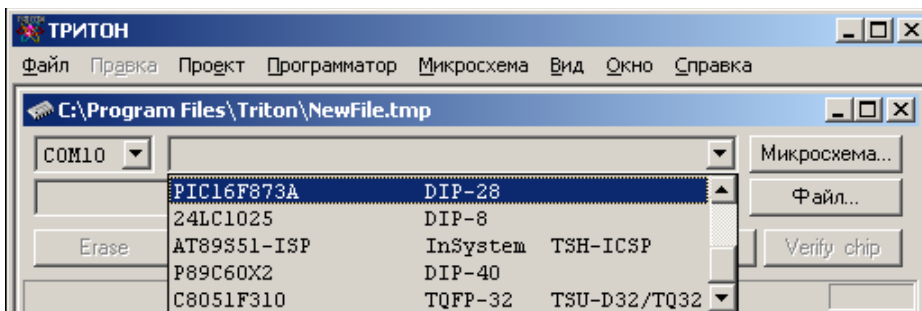 ТРИТОН
Файл Правка Проект Программатор Микросхема Вид Окно Справка
C:\Program Files\Triton\NewFile.tmp
COM10 Микросхема...
PIC16F873A DIP-28 Файл...
24LC1025 DIP-8
Erase AT89S51-ISP InSystem TSH-ICSP Verify chip
P89C60X2 DIP-40
C8051F310 TQFP-32 TSU-D32/TQ32